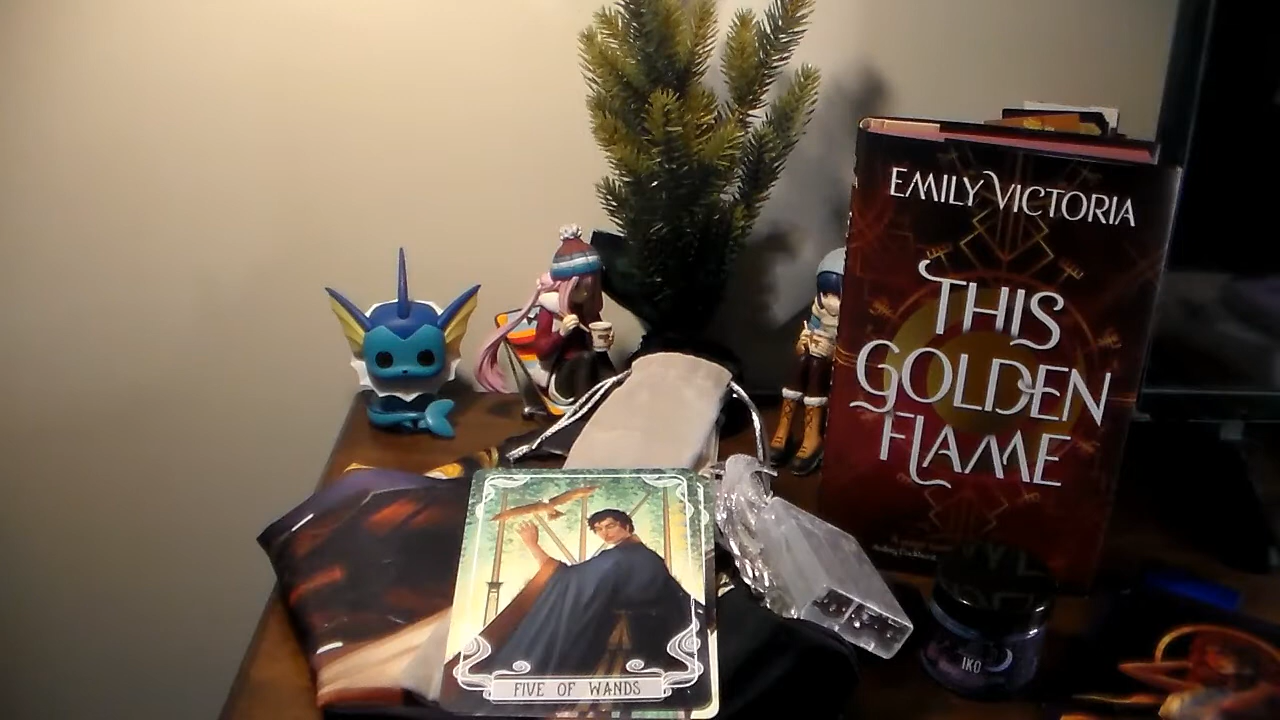 EMILY VICTORIA
THIS
GOLDEN
FLAME
FIVE OF WANDS
IKO